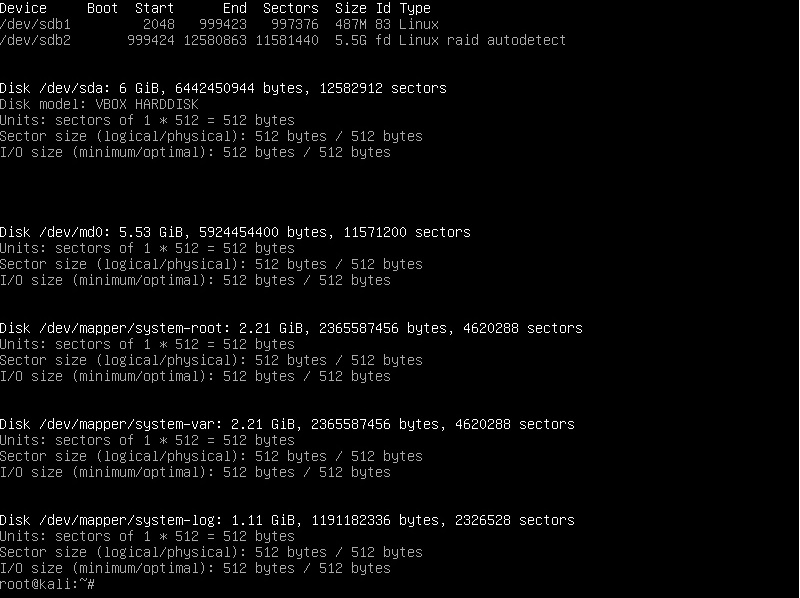 Device     Boot  Start      End  Sectors  Size Id Type
/dev/sdb1         2048   999423   997376  487M 83 Linux
/dev/sdb2       999424 12580863 11581440  5.5G fd Linux raid autodetect
Disk /dev/sda: 6 GiB, 6442450944 bytes, 12582912 sectors
Disk model: VBOX HARDDISK
Units: sectors of 1 * 512 = 512 bytes
Sector size (logical/physical): 512 bytes / 512 bytes
I/O size (minimum/optimal): 512 bytes / 512 bytes
Disk /dev/md0: 5.53 GiB, 5924454400 bytes, 11571200 sectors
Units: sectors of 1 * 512 = 512 bytes
Sector size (logical/physical): 512 bytes / 512 bytes
I/O size (minimum/optimal): 512 bytes / 512 bytes
Disk /dev/mapper/system-root: 2.21 GiB, 2365587456 bytes, 4620288 sectors
Units: sectors of 1 * 512 = 512 bytes
Sector size (logical/physical): 512 bytes / 512 bytes
I/O size (minimum/optimal): 512 bytes / 512 bytes
Disk /dev/mapper/system-var: 2.21 GiB, 2365587456 bytes, 4620288 sectors
Units: sectors of 1 * 512 = 512 bytes
Sector size (logical/physical): 512 bytes / 512 bytes
I/O size (minimum/optimal): 512 bytes / 512 bytes
Disk /dev/mapper/system-log: 1.11 GiB, 1191182336 bytes, 2326528 sectors
Units: sectors of 1 * 512 = 512 bytes
Sector size (logical/physical): 512 bytes / 512 bytes
I/O size (minimum/optimal): 512 bytes / 512 bytes
root@kali:~#